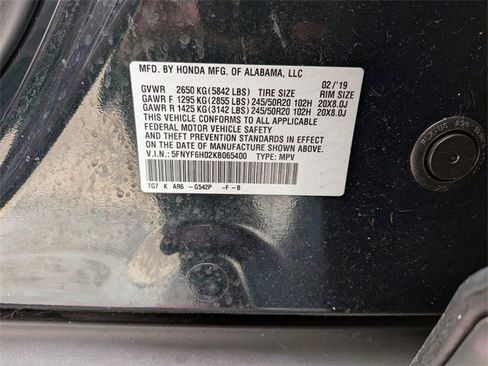 MFD. BY HONDA MFG. OF ALABAMA, LLC
02/'19
GVWR 2650 KG (5842 LBS) TIRE SIZE RIM SIZE
GAWR F 1295 KG (2855 LBS) 245/50R20 102H 20X8.0J
GAWR R 1425 KG (3142 LBS) 245/50R20 102H 20X8.0J
THIS VEHICLE CONFORMS TO ALL APPLICABLE
FEDERAL MOTOR VEHICLE SAFETY
AND THEFT PREVENTION STANDARDS IN EFFECT ON
THE DATE OF MANUFACTURE SHOWN ABOVE.
V.I.N.: 5FNYF6H02KB065400 TYPE: MPV
TG7 K AR6 -G542P -F -B